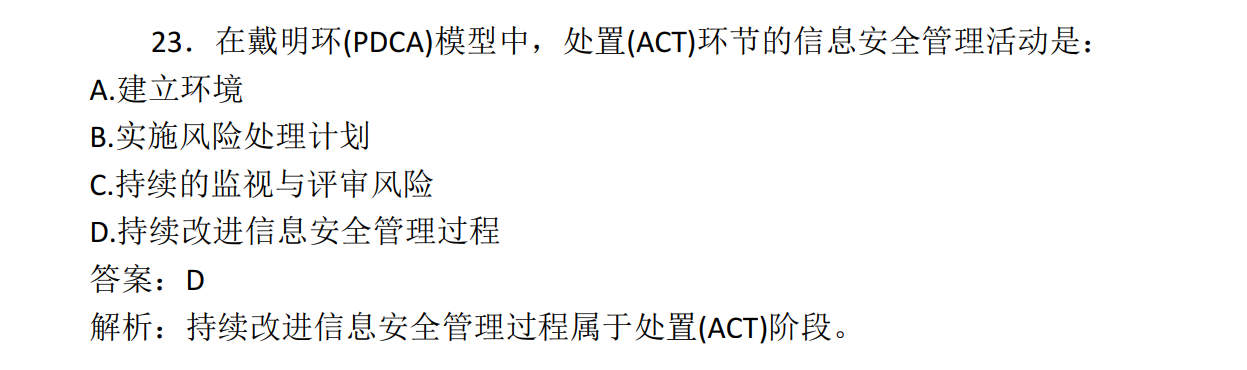 23．在戴明环(PDCA)模型中，处置(ACT)环节的信息安全管理活动是：
A.建立环境
B.实施风险处理计划
C.持续的监视与评审风险
D.持续改进信息安全管理过程
答案：D
解析：持续改进信息安全管理过程属于处置(ACT)阶段。